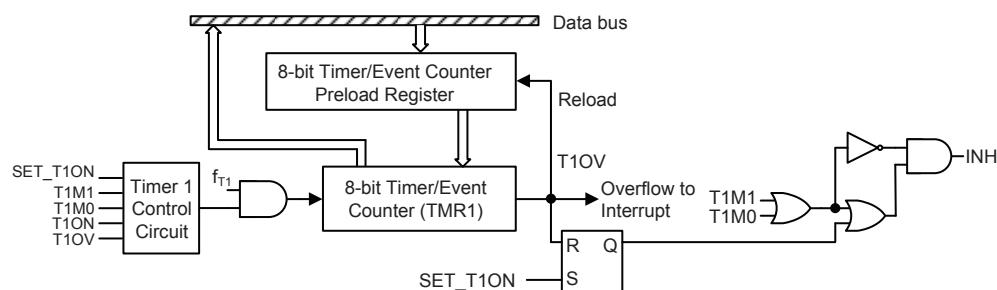 Data bus
8-bit Timer/Event Counter
Preload Register
Reload
SET_T1ON
T1M1
T1M0
T1ON
T1OV
Timer 1
Control
Circuit
fT1
8-bit Timer/Event
Counter (TMR1)
T1OV
Overflow to
Interrupt
R Q
S
SET_T1ON
T1M1
T1M0
INH